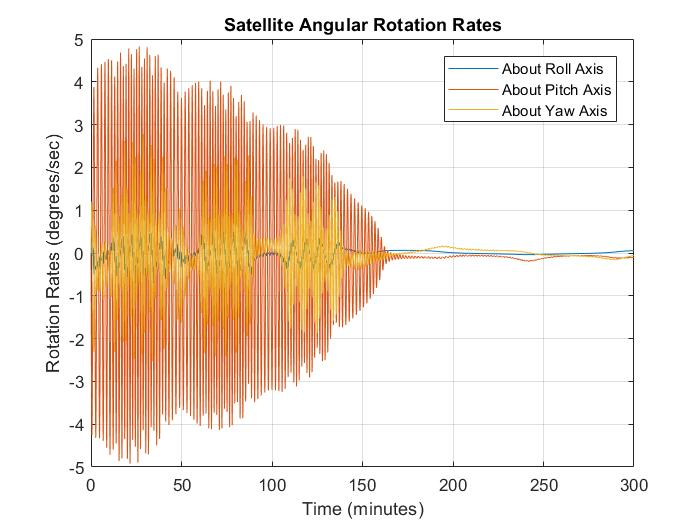 Satellite Angular Rotation Rates
5
4
3
2
1
0
-1
-2
-3
-4
-5
Rotation Rates (degrees/sec)
About Roll Axis
About Pitch Axis
About Yaw Axis
0 50 100 150 200 250 300
Time (minutes)